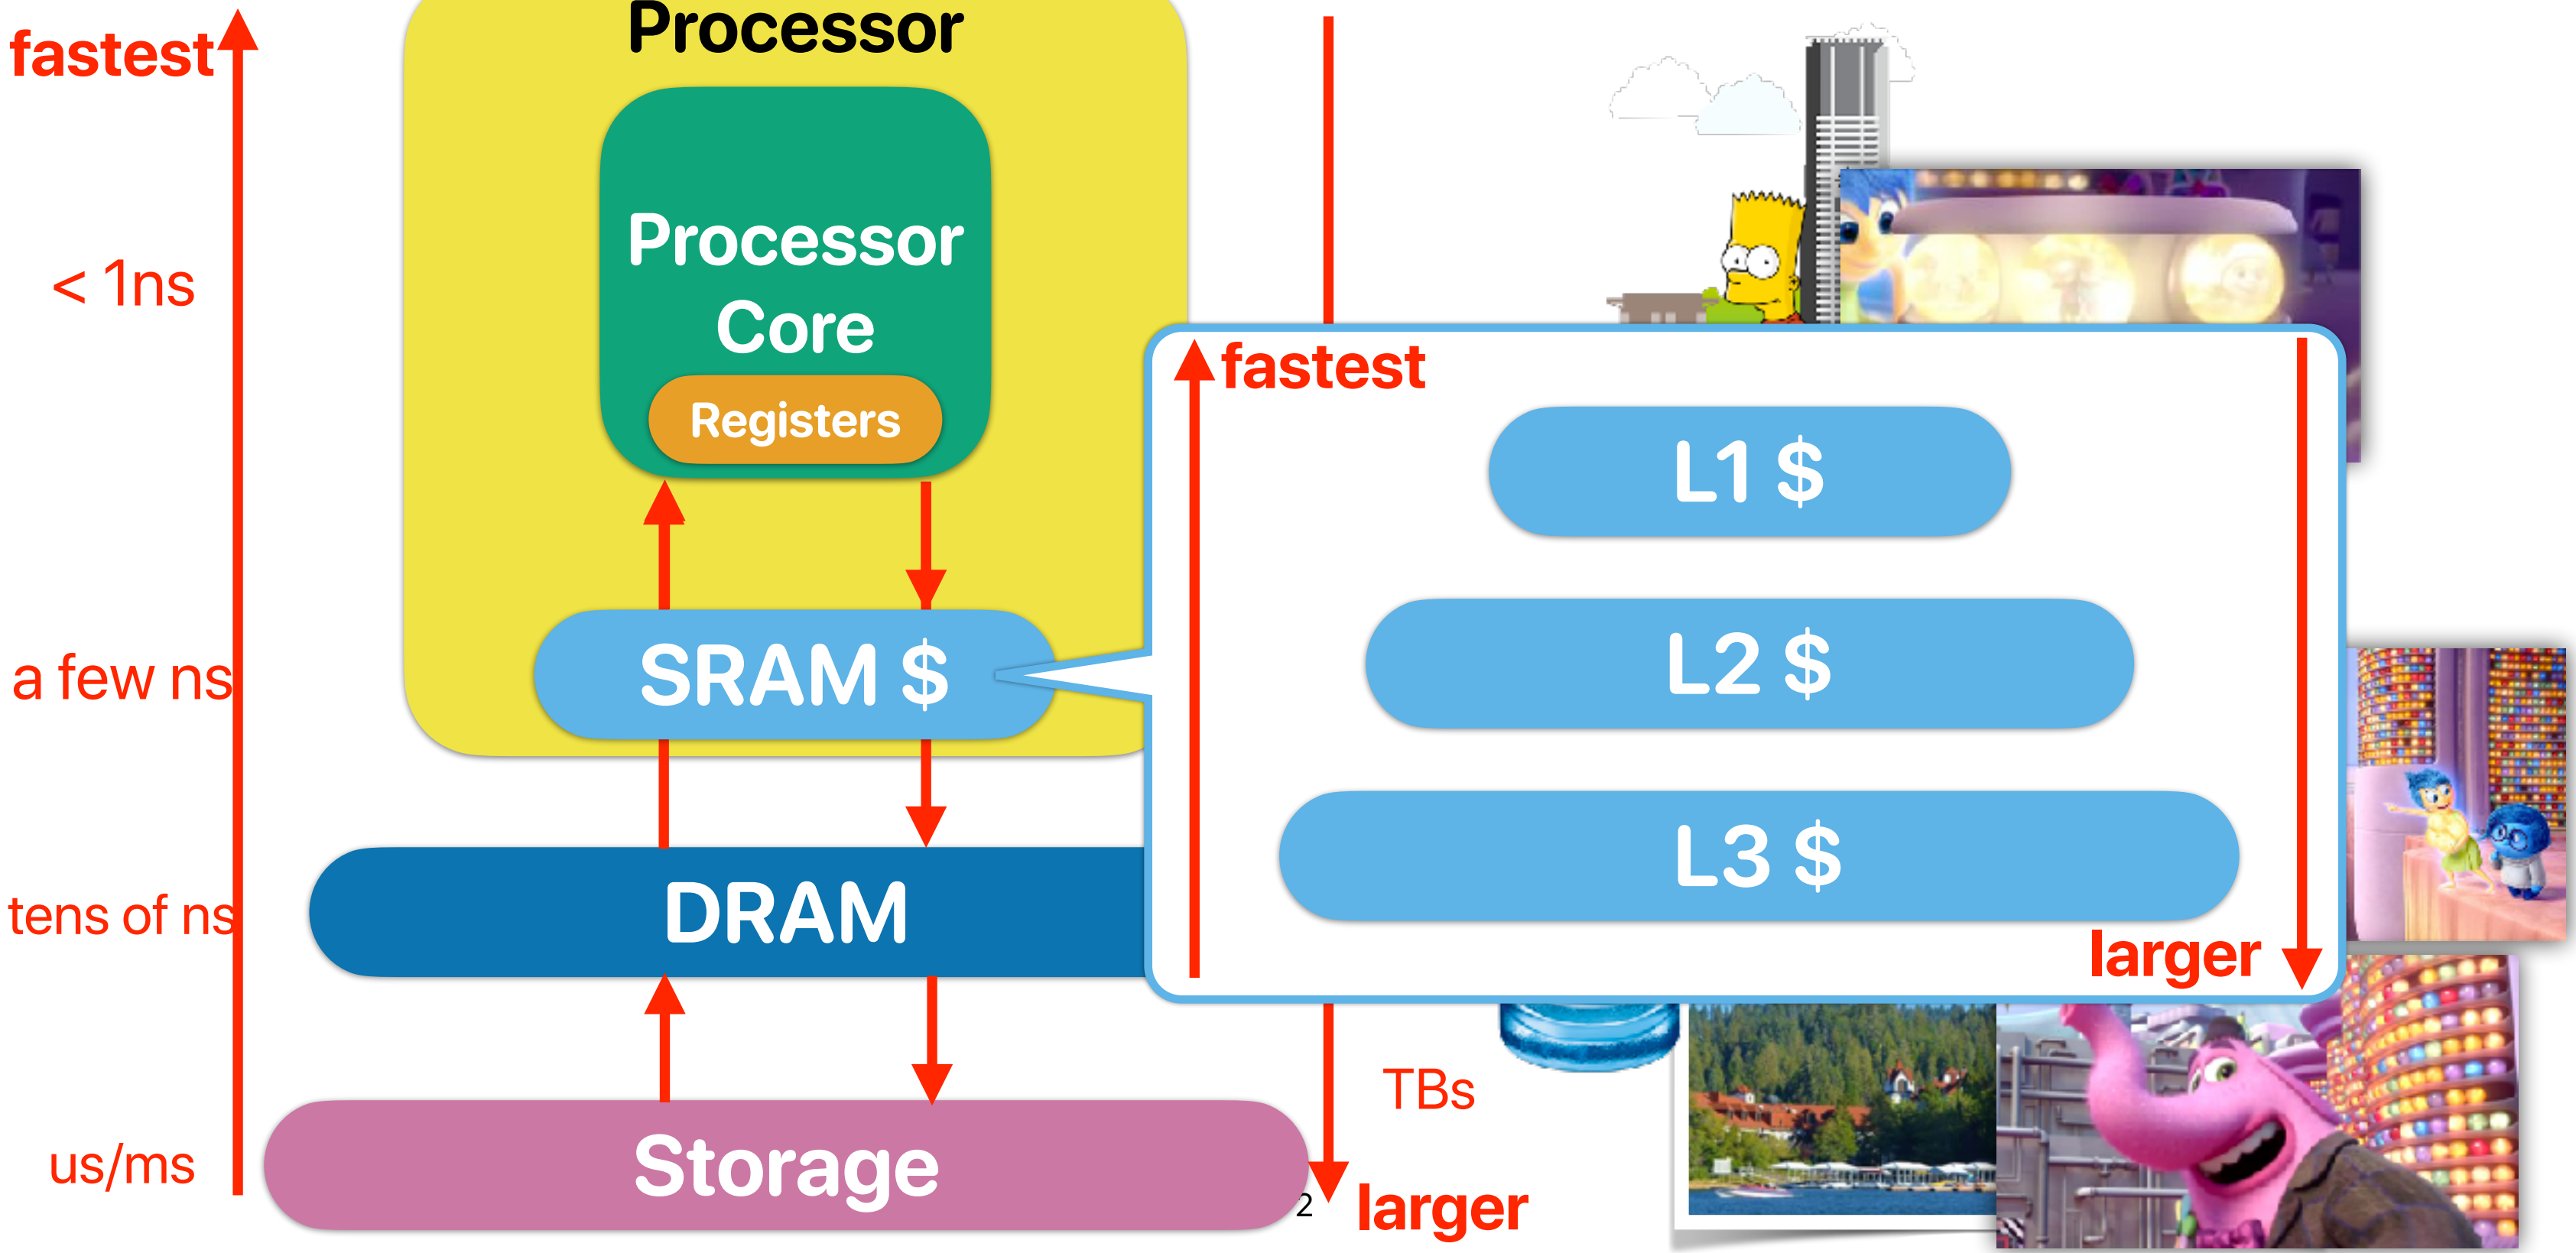 fastest
Processor
< 1ns
Processor
Core
Registers
a few ns
SRAM $
tens of ns
DRAM
us/ms
Storage
fastest
L1 $
L2 $
L3 $
larger
TBs
larger
2